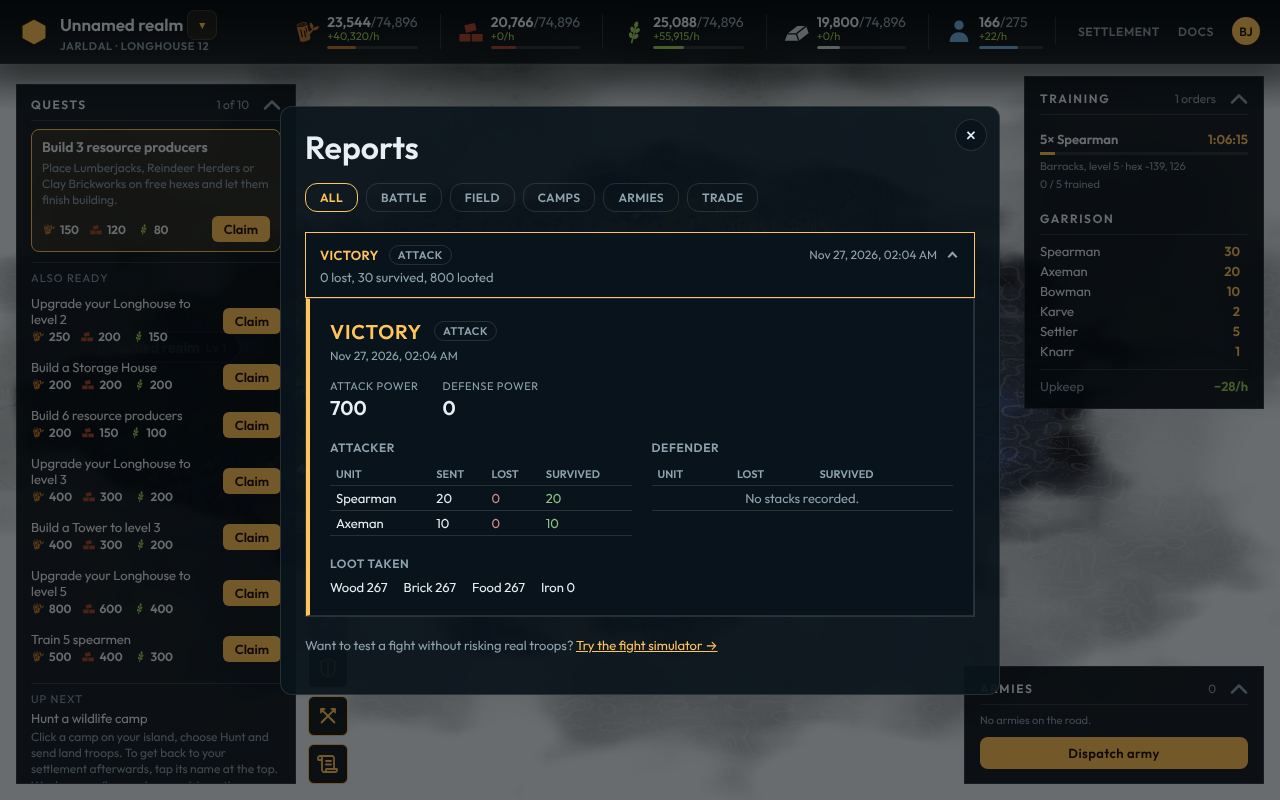 Unnamed realm
JARLDAL · LONGHOUSE 12
23,544/74,896
+40,320/h
20,766/74,896
+0/h
25,088/74,896
+55,915/h
19,800/74,896
+0/h
166/275
+22/h
SETTLEMENT
DOCS
BJ
QUESTS
1 of 10
Build 3 resource producers
Place Lumberjacks, Reindeer Herders or
Clay Brickworks on free hexes and let them
finish building.
150 120 80
Claim
ALSO READY
Upgrade your Longhouse to
level 2
250 200 150
Claim
Build a Storage House
200 200 200
Claim
Build 6 resource producers
200 150 100
Claim
Upgrade your Longhouse to
level 3
400 300 200
Claim
Build a Tower to level 3
400 300 200
Claim
Upgrade your Longhouse to
level 5
800 600 400
Claim
Train 5 spearmen
500 400 300
Claim
UP NEXT
Hunt a wildlife camp
Click a camp on your island, choose Hunt and
send land troops. To get back to your
settlement afterwards, tap its name at the top.
Reports
ALL
BATTLE
FIELD
CAMPS
ARMIES
TRADE
VICTORY ATTACK
Nov 27, 2026, 02:04 AM
0 lost, 30 survived, 800 looted
VICTORY ATTACK
Nov 27, 2026, 02:04 AM
ATTACK POWER DEFENSE POWER
700 0
ATTACKER
UNIT SENT LOST SURVIVED
Spearman 20 0 20
Axeman 10 0 10
DEFENDER
UNIT LOST SURVIVED
No stacks recorded.
LOOT TAKEN
Wood 267 Brick 267 Food 267 Iron 0
Want to test a fight without risking real troops? Try the fight simulator →
TRAINING
1 orders
5× Spearman 1:06:15
Barracks, level 5 · hex -139, 126
0 / 5 trained
GARRISON
Spearman 30
Axeman 20
Bowman 10
Karve 2
Settler 5
Knarr 1
Upkeep −28/h
ARMIES
0
No armies on the road.
Dispatch army